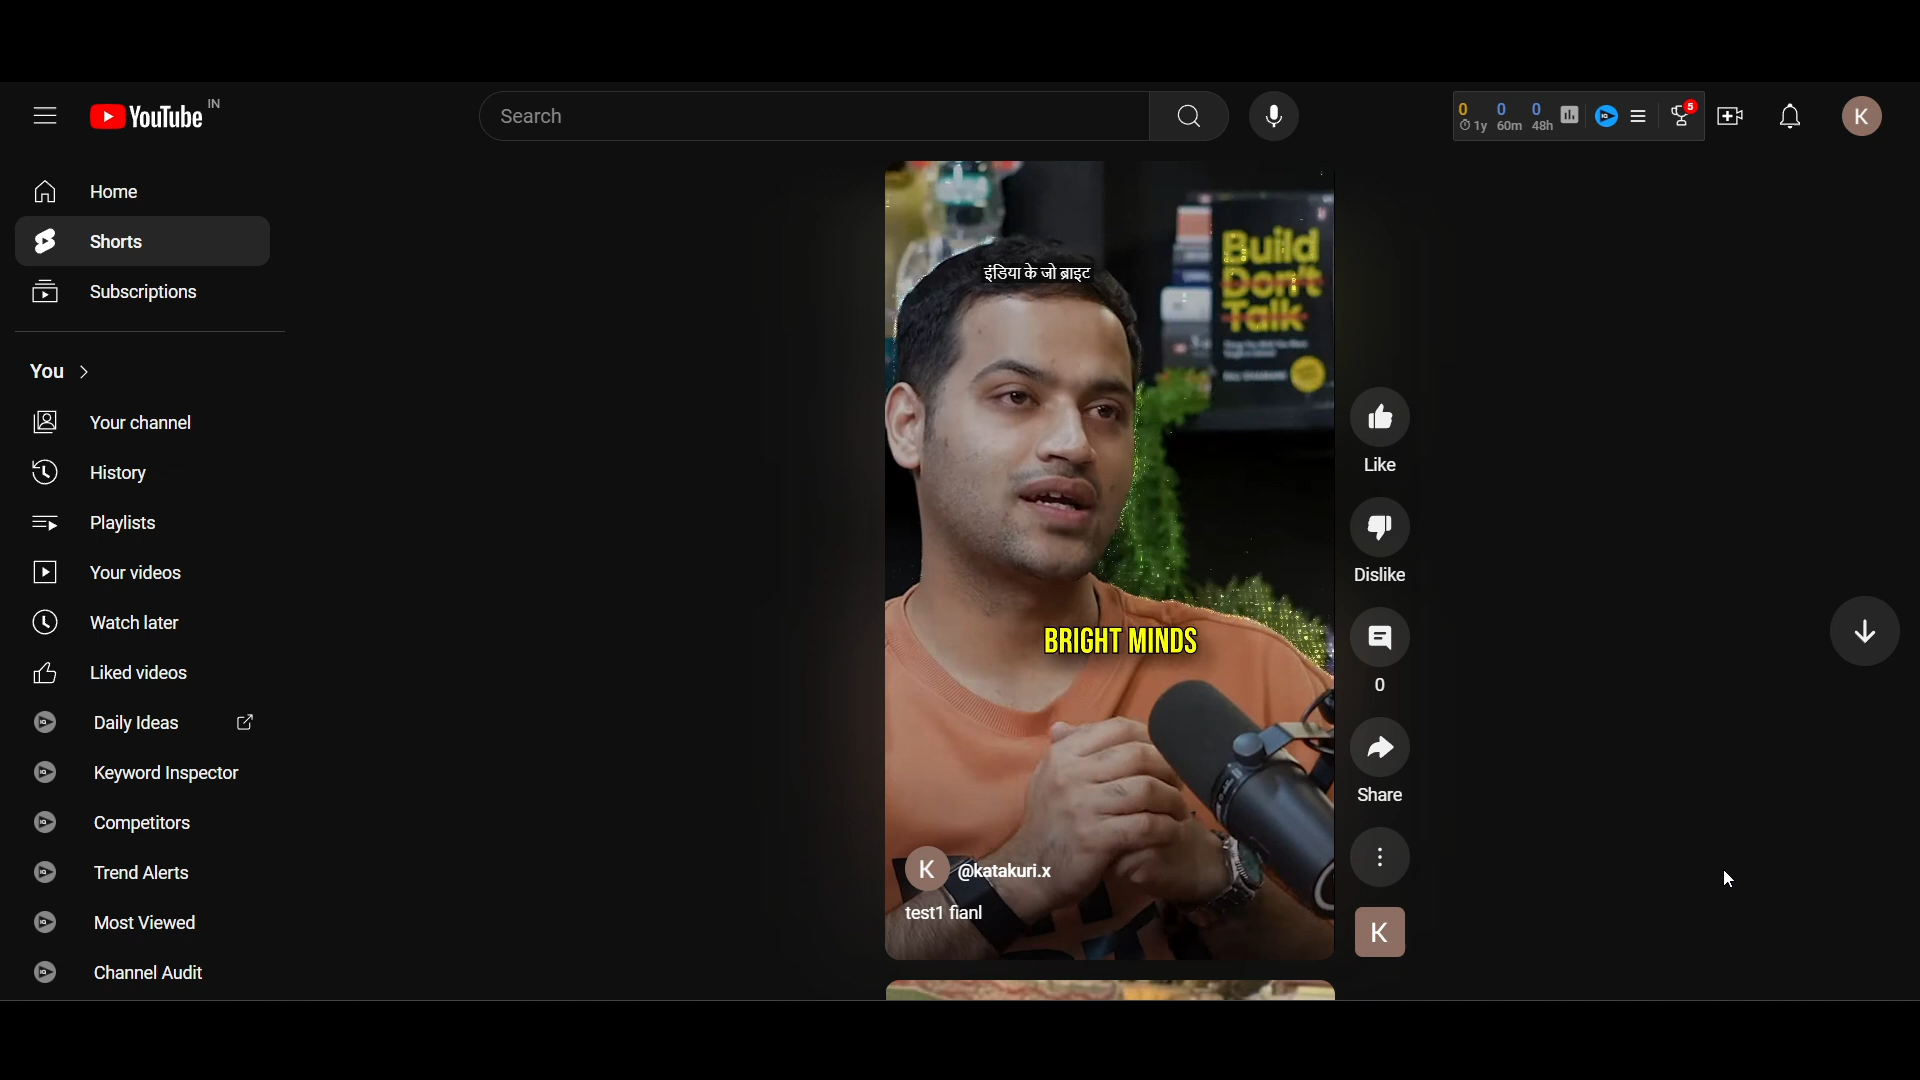 YouTube IN
Search
0 0 0
1y 60m 48h
5
K
Home
Shorts
Subscriptions
You
Your channel
History
Playlists
Your videos
Watch later
Liked videos
Daily Ideas
Keyword Inspector
Competitors
Trend Alerts
Most Viewed
Channel Audit
Build
Don't
Talk
इंडिया के जो ब्राइट
BRIGHT MINDS
K @katakuri.x
test1 fianl
Like
Dislike
0
Share
K